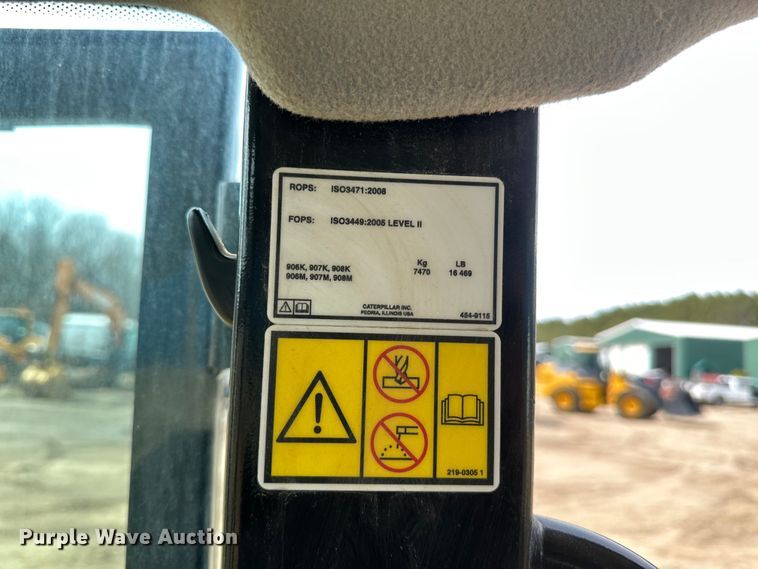 ROPS: ISO3471:2008
FOPS: ISO3449:2005 LEVEL II
Kg LB
906K, 907K, 908K 7470 16 469
906M, 907M, 908M
CATERPILLAR INC.
PEORIA, ILLINOIS USA 454-9115
219-0305 1
Purple Wave Auction